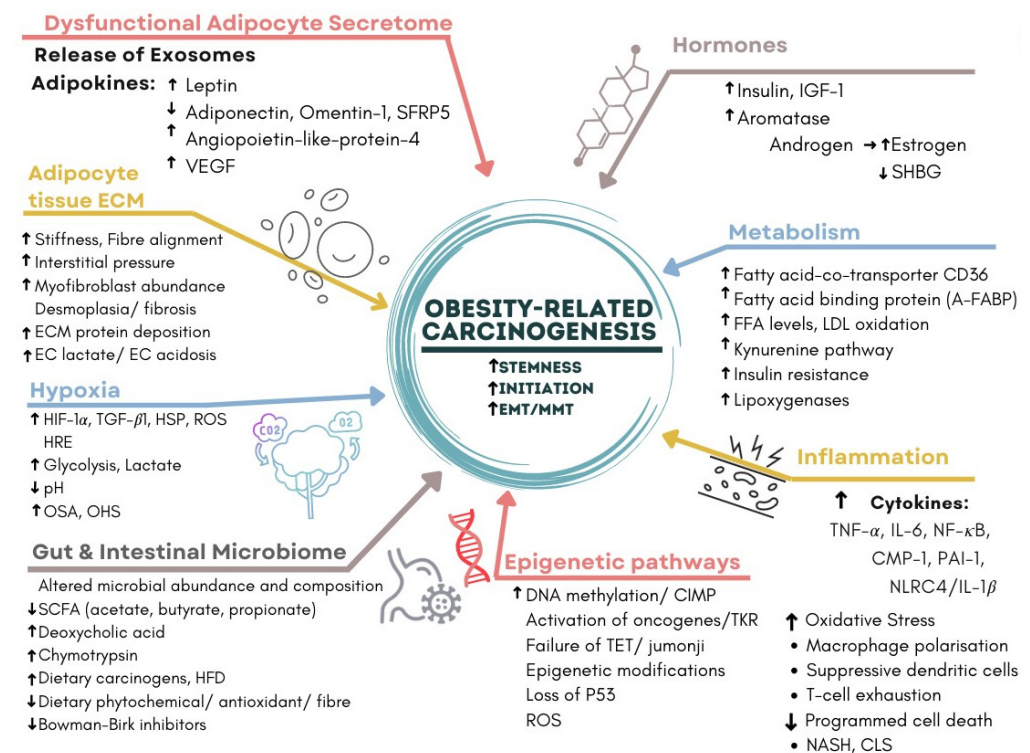 Dysfunctional Adipocyte Secretome
Release of Exosomes
Adipokines: ↑ Leptin
↓ Adiponectin, Omentin-1, SFRP5
↑ Angiopoietin-like-protein-4
↑ VEGF
Hormones
↑Insulin, IGF-1
↑Aromatase
Androgen →↑Estrogen
↓SHBG
Adipocyte
tissue ECM
↑Stiffness, Fibre alignment
↑Interstitial pressure
↑Myofibroblast abundance
Desmoplasia/ fibrosis
↑ECM protein deposition
↑EC lactate/ EC acidosis
Metabolism
↑Fatty acid-co-transporter CD36
↑Fatty acid binding protein (A-FABP)
↑FFA levels, LDL oxidation
↑Kynurenine pathway
↑Insulin resistance
↑Lipoxygenases
OBESITY-RELATED
CARCINOGENESIS
↑STEMNESS
↑INITIATION
↑EMT/MMT
Hypoxia
↑HIF-1α, TGF-β1, HSP, ROS
HRE
↑Glycolysis, Lactate
↓pH
↑OSA, OHS
CO2
O2
Inflammation
↑ Cytokines:
TNF-α, IL-6, NF-κB,
CMP-1, PAI-1,
NLRC4/IL-1β
↑ Oxidative Stress
• Macrophage polarisation
• Suppressive dendritic cells
• T-cell exhaustion
↓ Programmed cell death
• NASH, CLS
Gut & Intestinal Microbiome
Altered microbial abundance and composition
↓SCFA (acetate, butyrate, propionate)
↑Deoxycholic acid
↑Chymotrypsin
↑Dietary carcinogens, HFD
↓Dietary phytochemical/ antioxidant/ fibre
↓Bowman-Birk inhibitors
Epigenetic pathways
↑DNA methylation/ CIMP
Activation of oncogenes/TKR
Failure of TET/ jumonji
Epigenetic modifications
Loss of P53
ROS